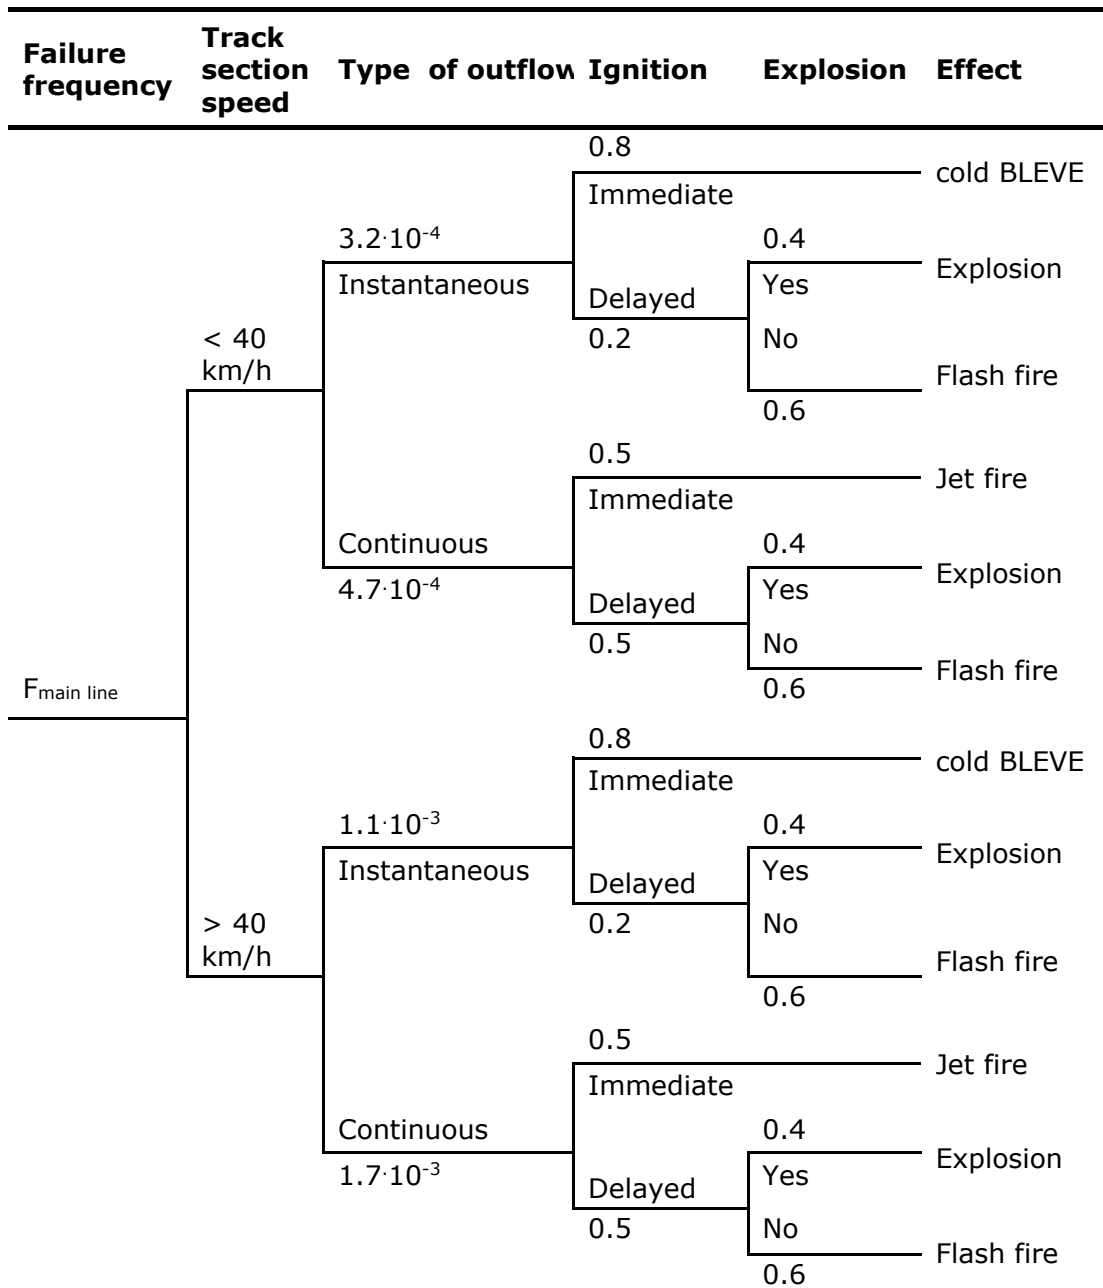 Failure frequency
Track section speed
Type of outflow
Ignition
Explosion
Effect
0.8
cold BLEVE
Immediate
3.2·10-4
0.4
Instantaneous
Explosion
Yes
Delayed
< 40 km/h
0.2
No
Flash fire
0.6
0.5
Jet fire
Immediate
Continuous
0.4
4.7·10-4
Explosion
Yes
Delayed
0.5
No
Flash fire
Fmain line
0.6
0.8
cold BLEVE
Immediate
1.1·10-3
0.4
Instantaneous
Explosion
Yes
Delayed
> 40 km/h
0.2
No
Flash fire
0.6
0.5
Jet fire
Immediate
Continuous
0.4
1.7·10-3
Explosion
Yes
Delayed
0.5
No
Flash fire
0.6